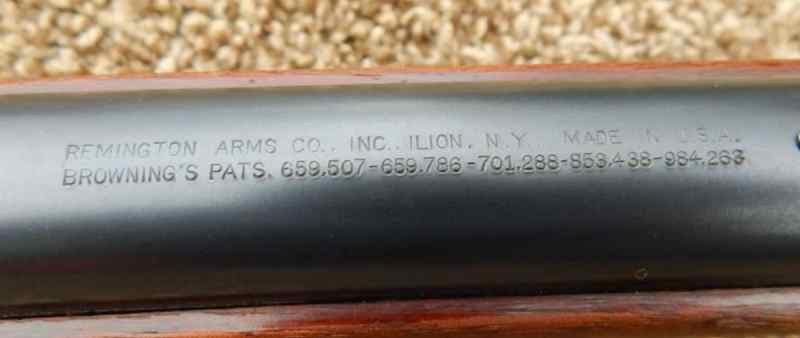 REMINGTON ARMS CO., INC., ILION, N.Y. MADE IN U.S.A.
BROWNING'S PATS. 659,507-659,786-701,288-853,438-984,263